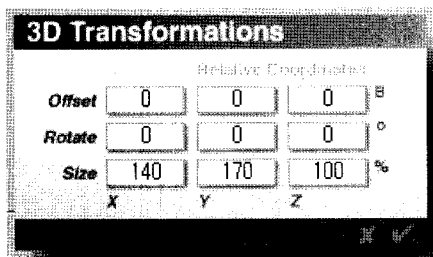 3D Transformations
Relative Coordinates
Offset 0 0 0
Rotate 0 0 0 °
Size 140 170 100 %
X Y Z